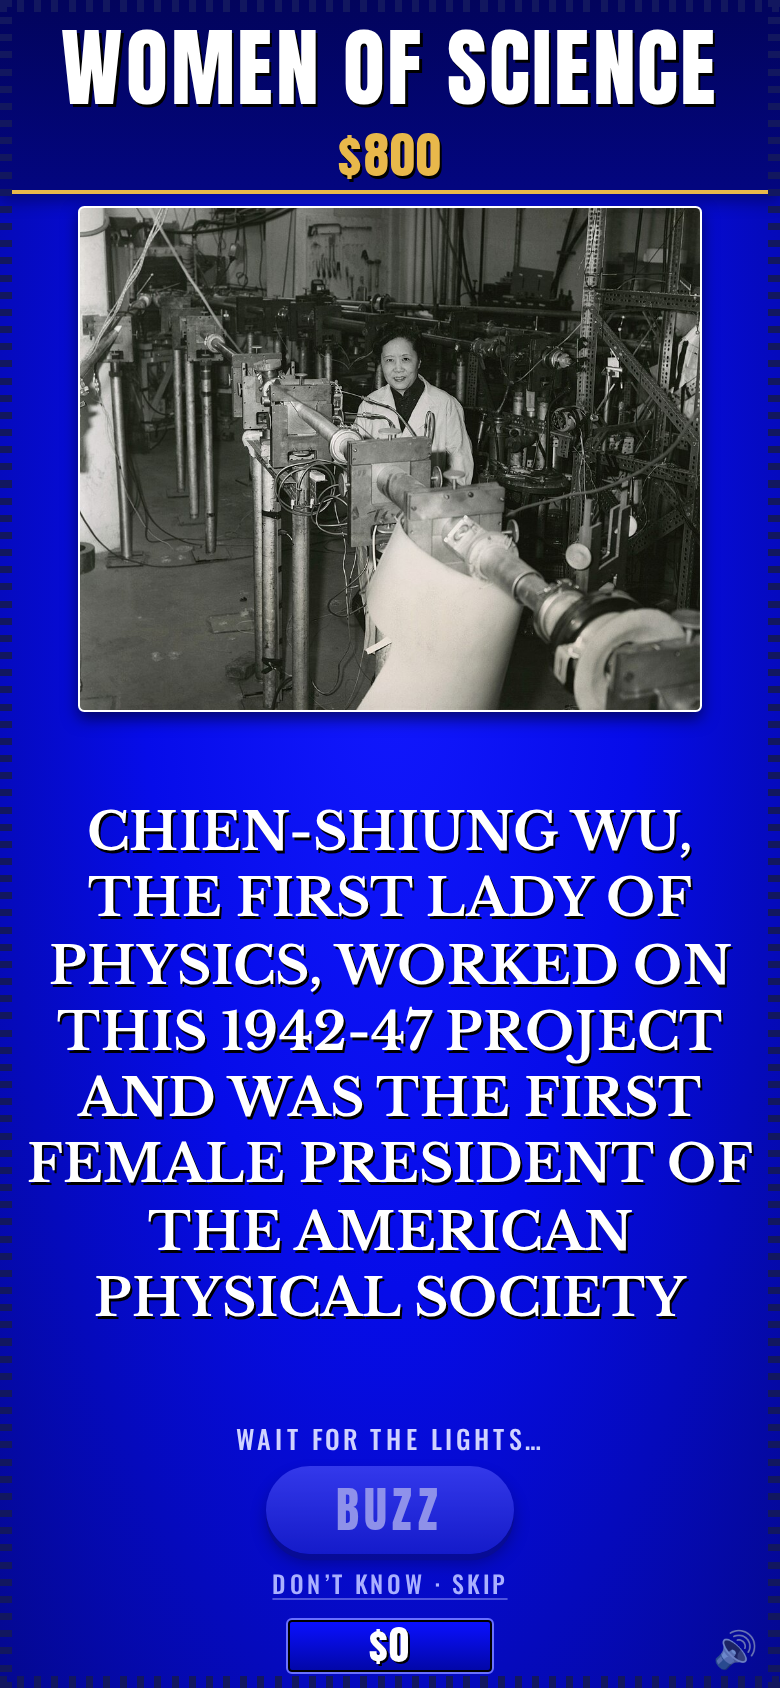 WOMEN OF SCIENCE
$800
CHIEN-SHIUNG WU,
THE FIRST LADY OF
PHYSICS, WORKED ON
THIS 1942-47 PROJECT
AND WAS THE FIRST
FEMALE PRESIDENT OF
THE AMERICAN
PHYSICAL SOCIETY
WAIT FOR THE LIGHTS…
BUZZ
DON’T KNOW · SKIP
$0